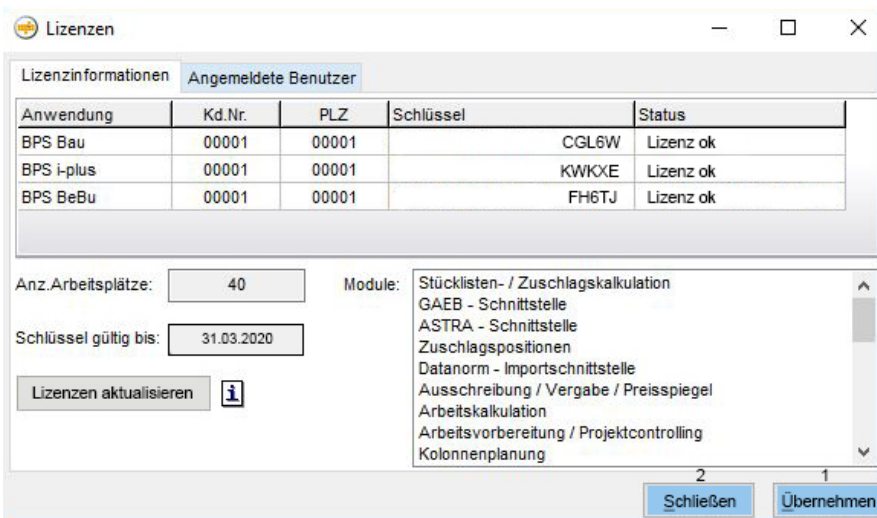 Lizenzen
Lizenzinformationen Angemeldete Benutzer
Anwendung Kd.Nr. PLZ Schlüssel Status
BPS Bau 00001 00001 CGL6W Lizenz ok
BPS i-plus 00001 00001 KWKXE Lizenz ok
BPS BeBu 00001 00001 FH6TJ Lizenz ok
Anz.Arbeitsplätze: 40 Module: Stücklisten- / Zuschlagskalkulation
GAEB - Schnittstelle
ASTRA - Schnittstelle
Schlüssel gültig bis: 31.03.2020 Zuschlagspositionen
Datanorm - Importschnittstelle
Lizenzen aktualisieren i Ausschreibung / Vergabe / Preisspiegel
Arbeitskalkulation
Arbeitsvorbereitung / Projektcontrolling
Kolonnenplanung
2 1
Schließen Übernehmen